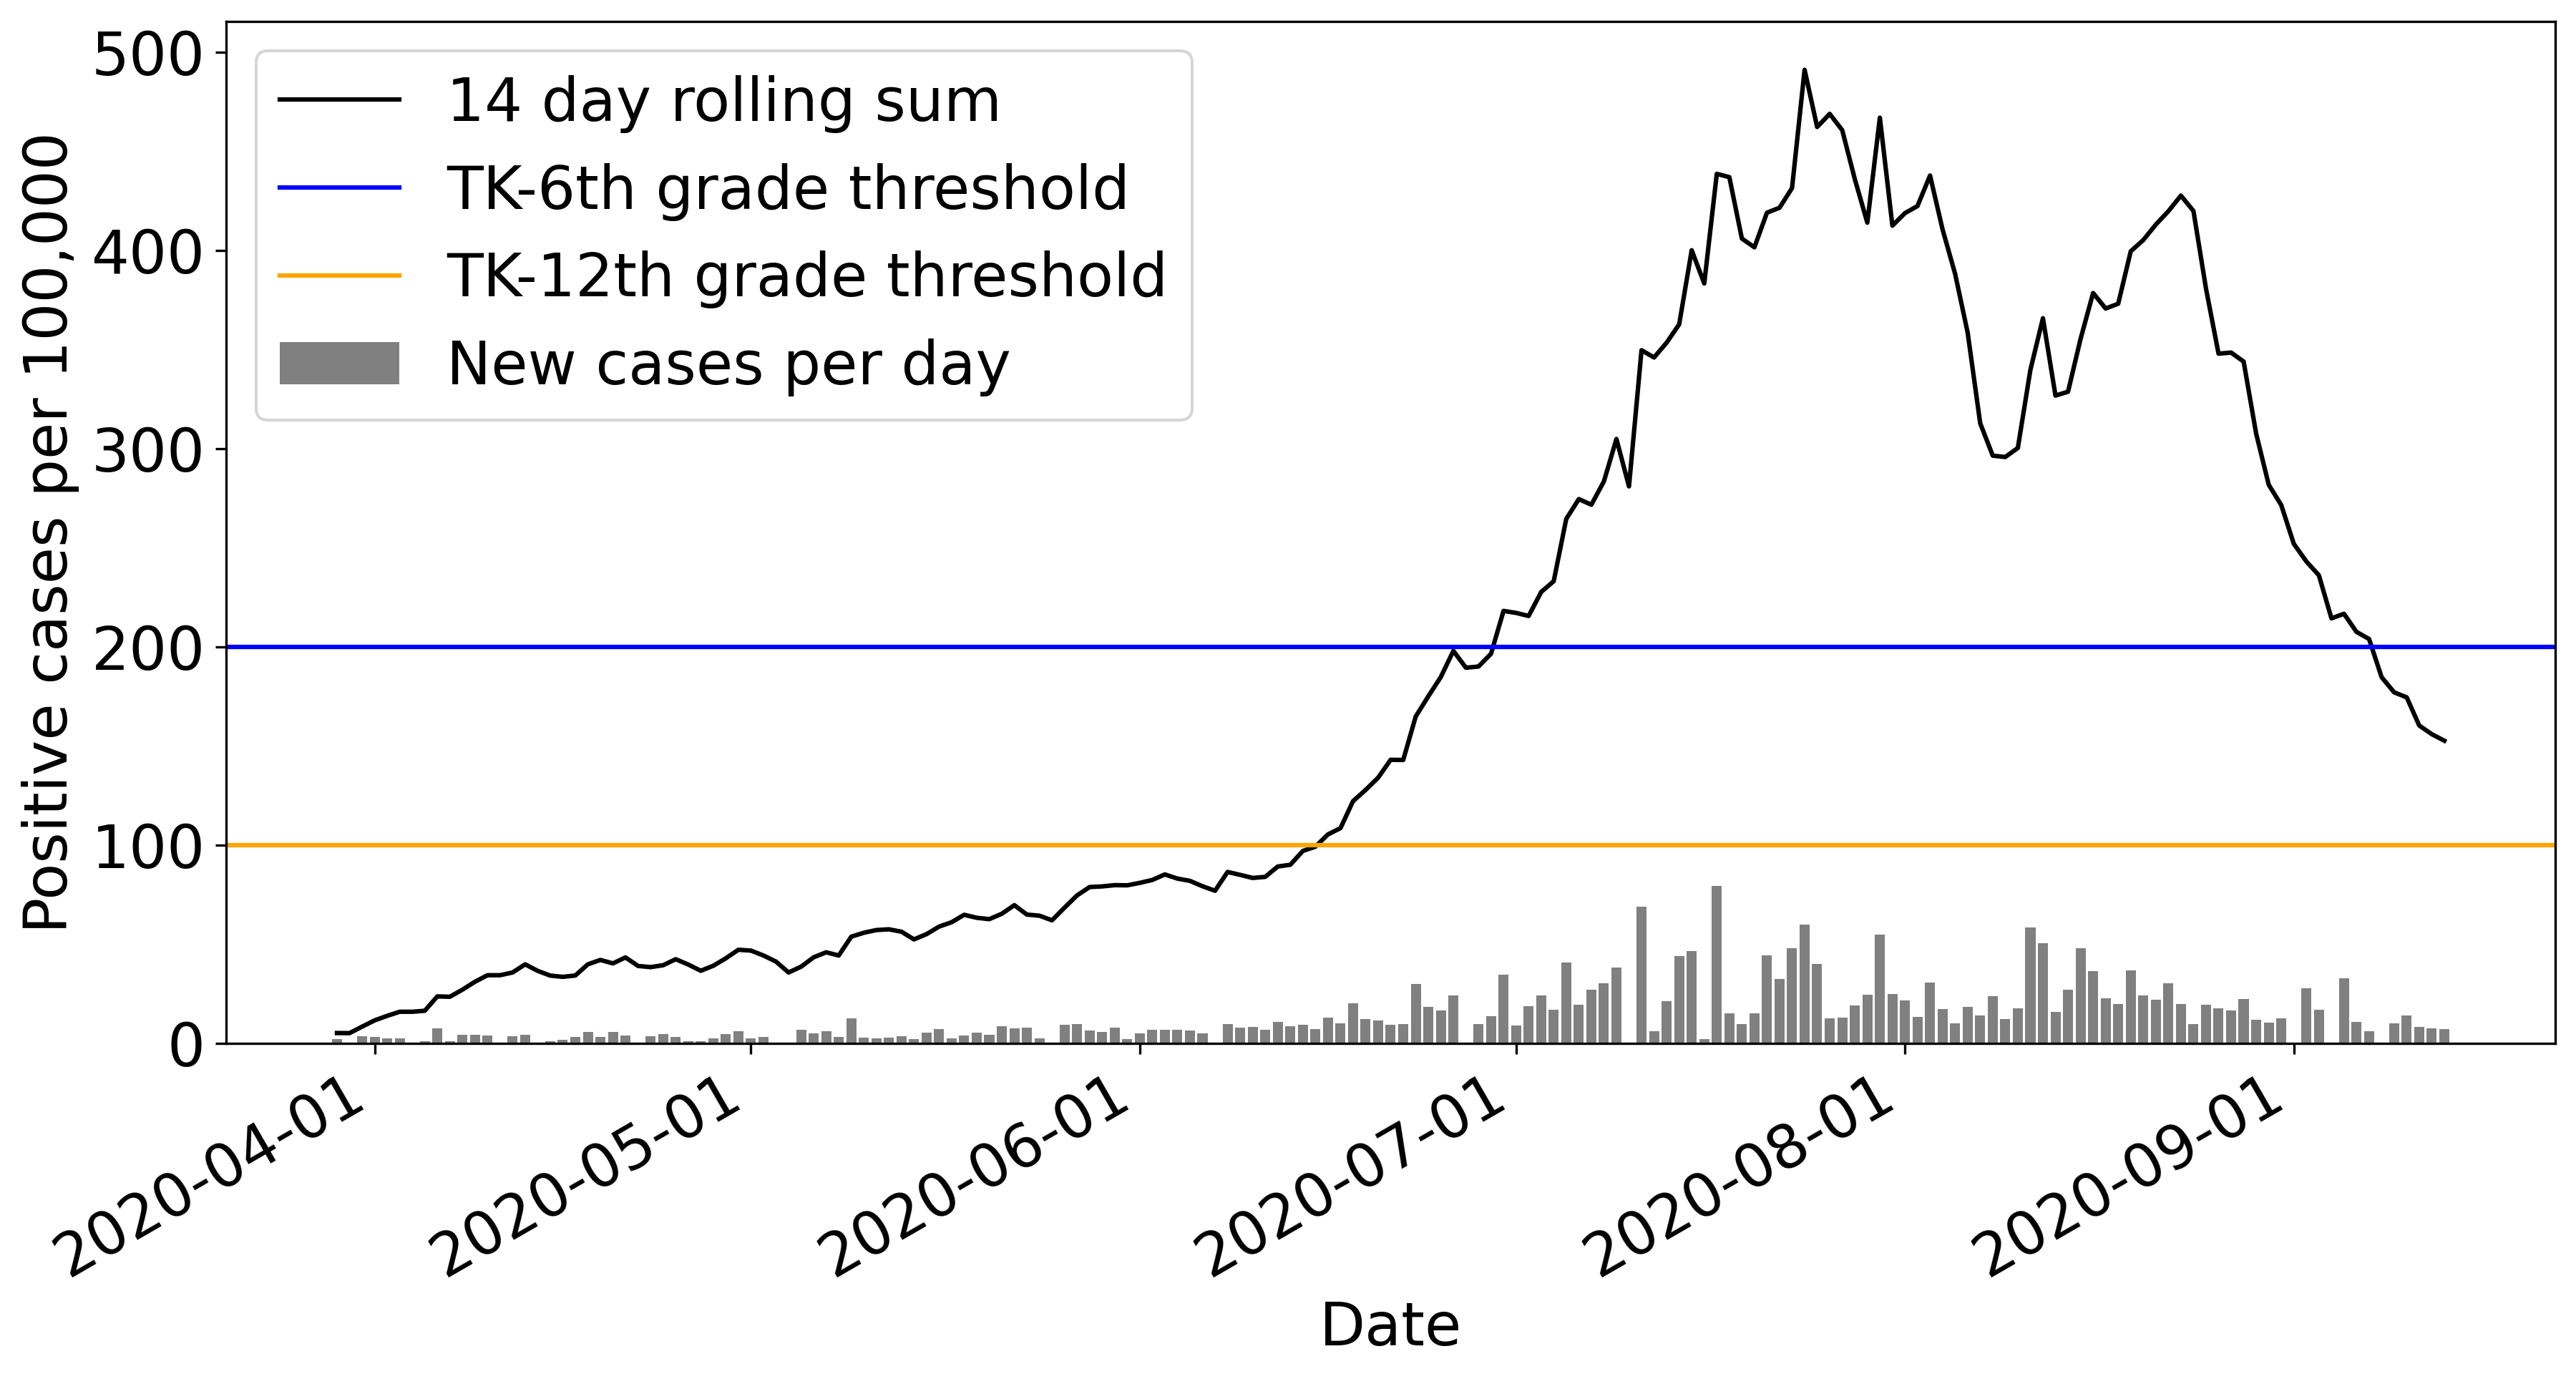 Positive cases per 100,000
500
400
300
200
100
0
14 day rolling sum
TK-6th grade threshold
TK-12th grade threshold
New cases per day
2020-04-01
2020-05-01
2020-06-01
2020-07-01
2020-08-01
2020-09-01
Date